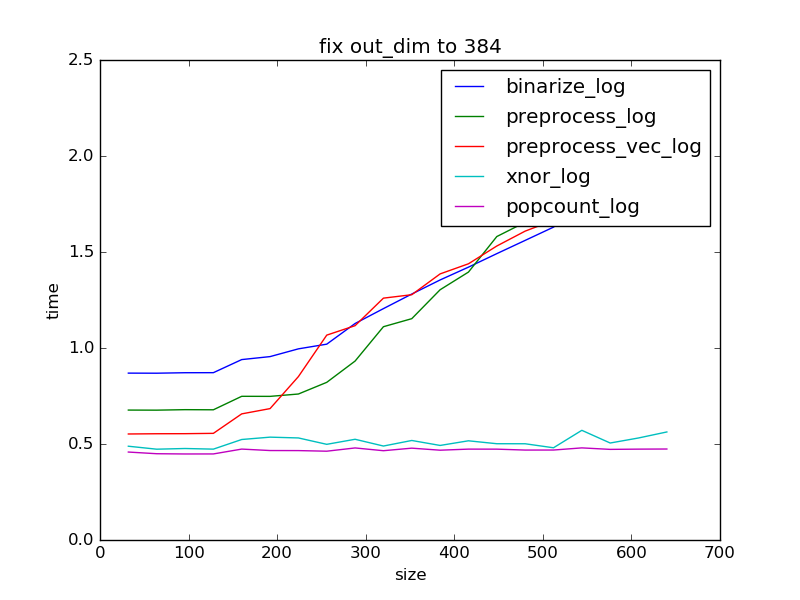 fix out_dim to 384
2.5
2.0
1.5
1.0
0.5
0.0
time
binarize_log
preprocess_log
preprocess_vec_log
xnor_log
popcount_log
0 100 200 300 400 500 600 700
size